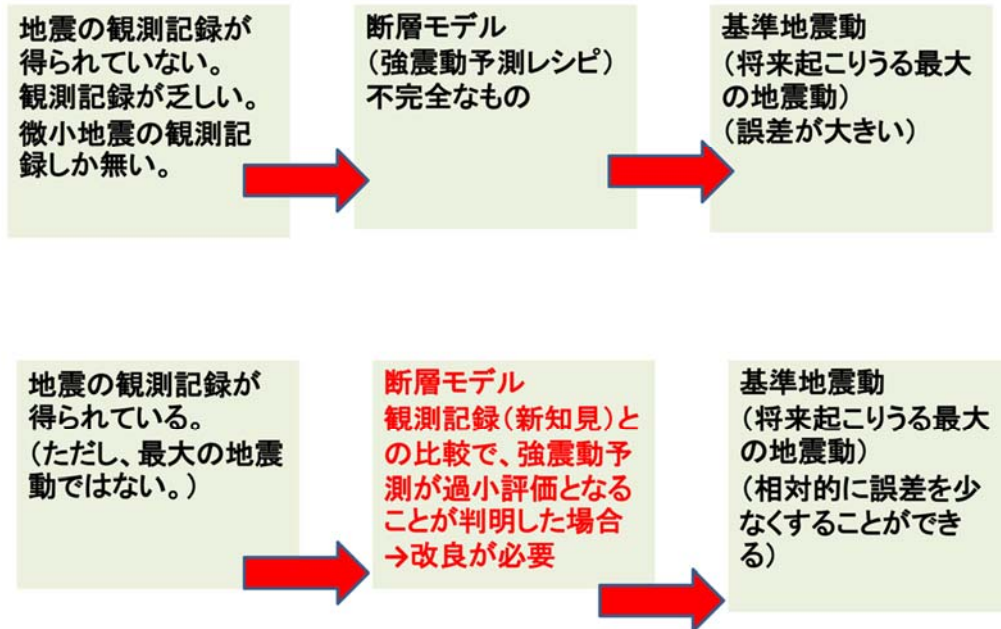 地震の観測記録が
得られていない。
観測記録が乏しい。
微小地震の観測記
録しか無い。
断層モデル
(強震動予測レシピ)
不完全なもの
基準地震動
(将来起こりうる最大
の地震動)
(誤差が大きい)
地震の観測記録が
得られている。
(ただし、最大の地震
動ではない。)
断層モデル
観測記録(新知見)と
の比較で、強震動予
測が過小評価となる
ことが判明した場合
→改良が必要
基準地震動
(将来起こりうる最大
の地震動)
(相対的に誤差を少
なくすることができ
る)